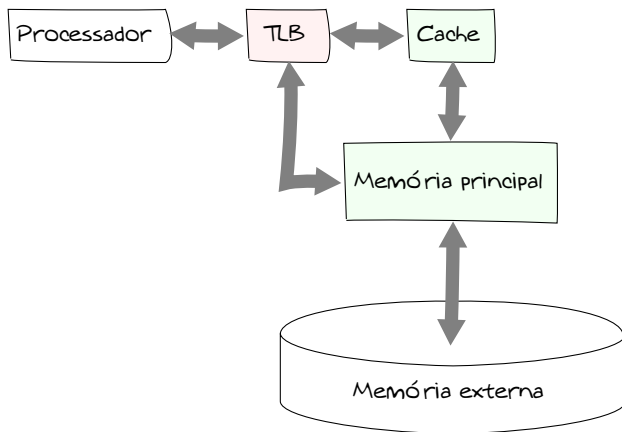 Processador
TLB
Cache
Memória principal
Memória externa